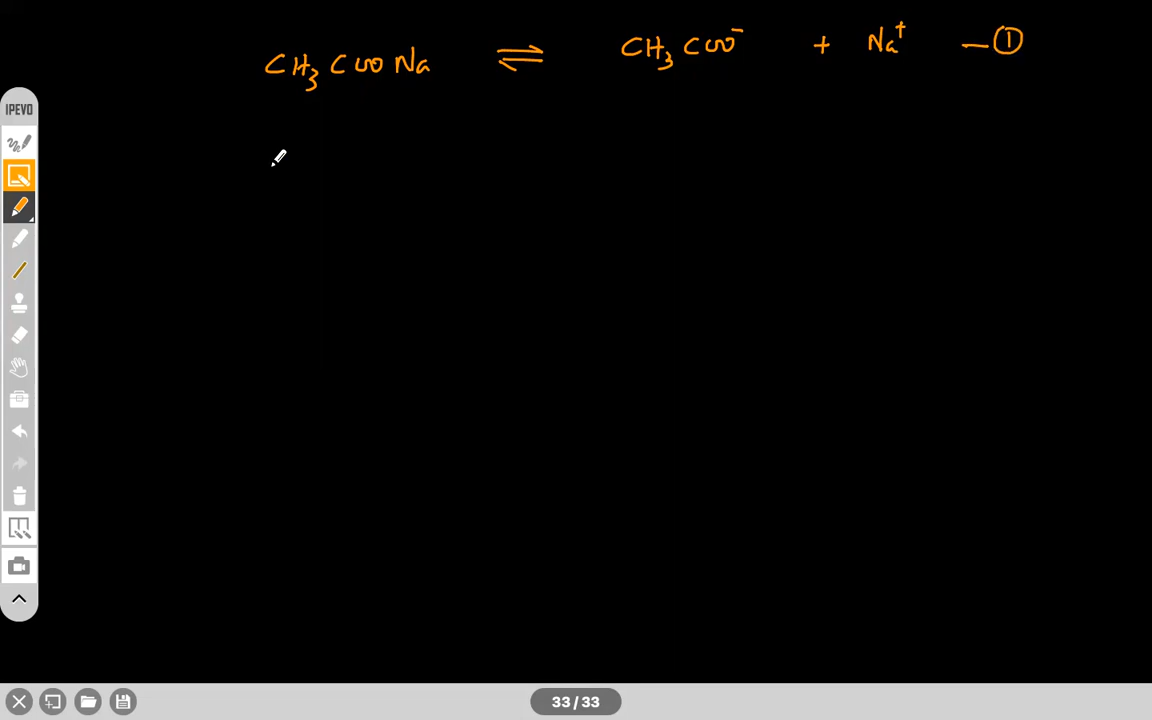 CH₃COONa ⇌ CH₃COO⁻ + Na⁺ —①
IPEVO
33 / 33